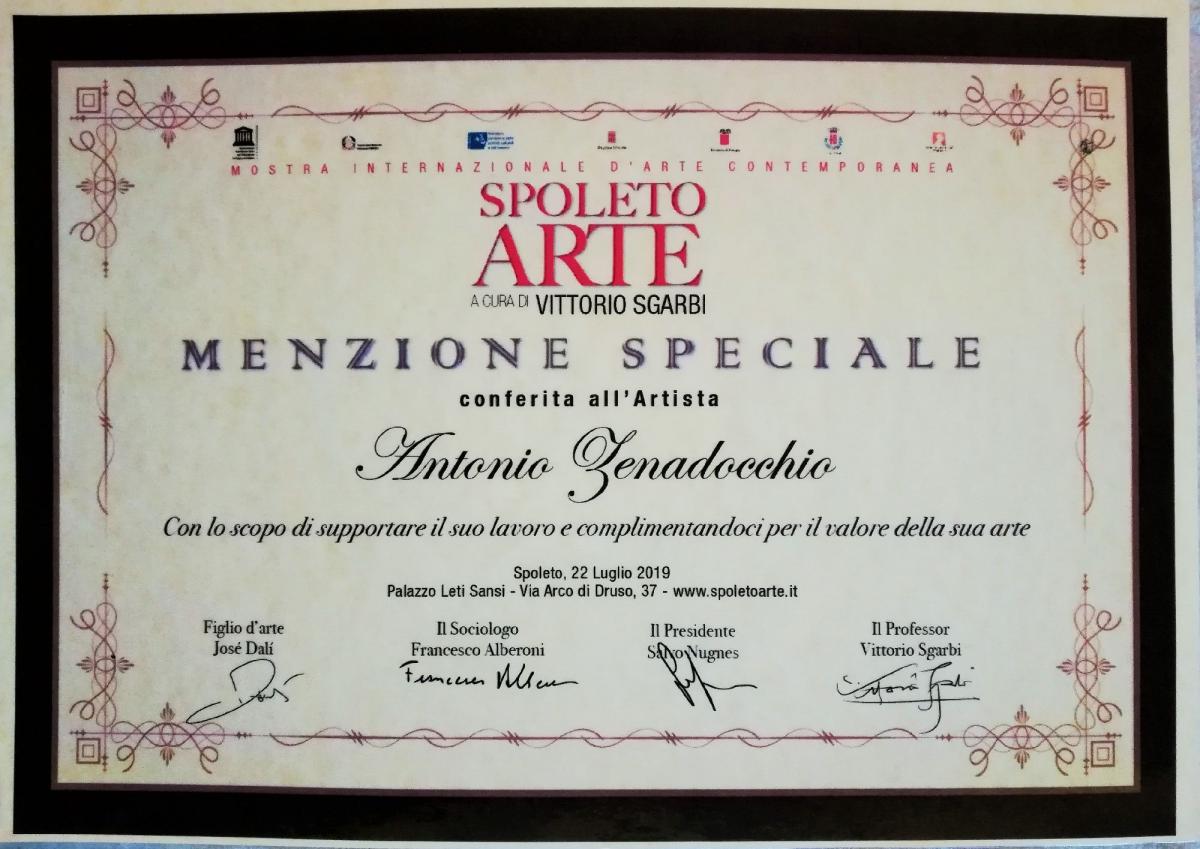 MOSTRA INTERNAZIONALE D'ARTE CONTEMPORANEA
SPOLETO
ARTE
A CURA DI VITTORIO SGARBI
MENZIONE SPECIALE
conferita all'Artista
Antonio Zenadocchio
Con lo scopo di supportare il suo lavoro e complimentandoci per il valore della sua arte
Spoleto, 22 Luglio 2019
Palazzo Leti Sansi - Via Arco di Druso, 37 - www.spoletoarte.it
Figlio d'arte
José Dalí
Il Sociologo
Francesco Alberoni
Il Presidente
Salvo Nugnes
Il Professor
Vittorio Sgarbi